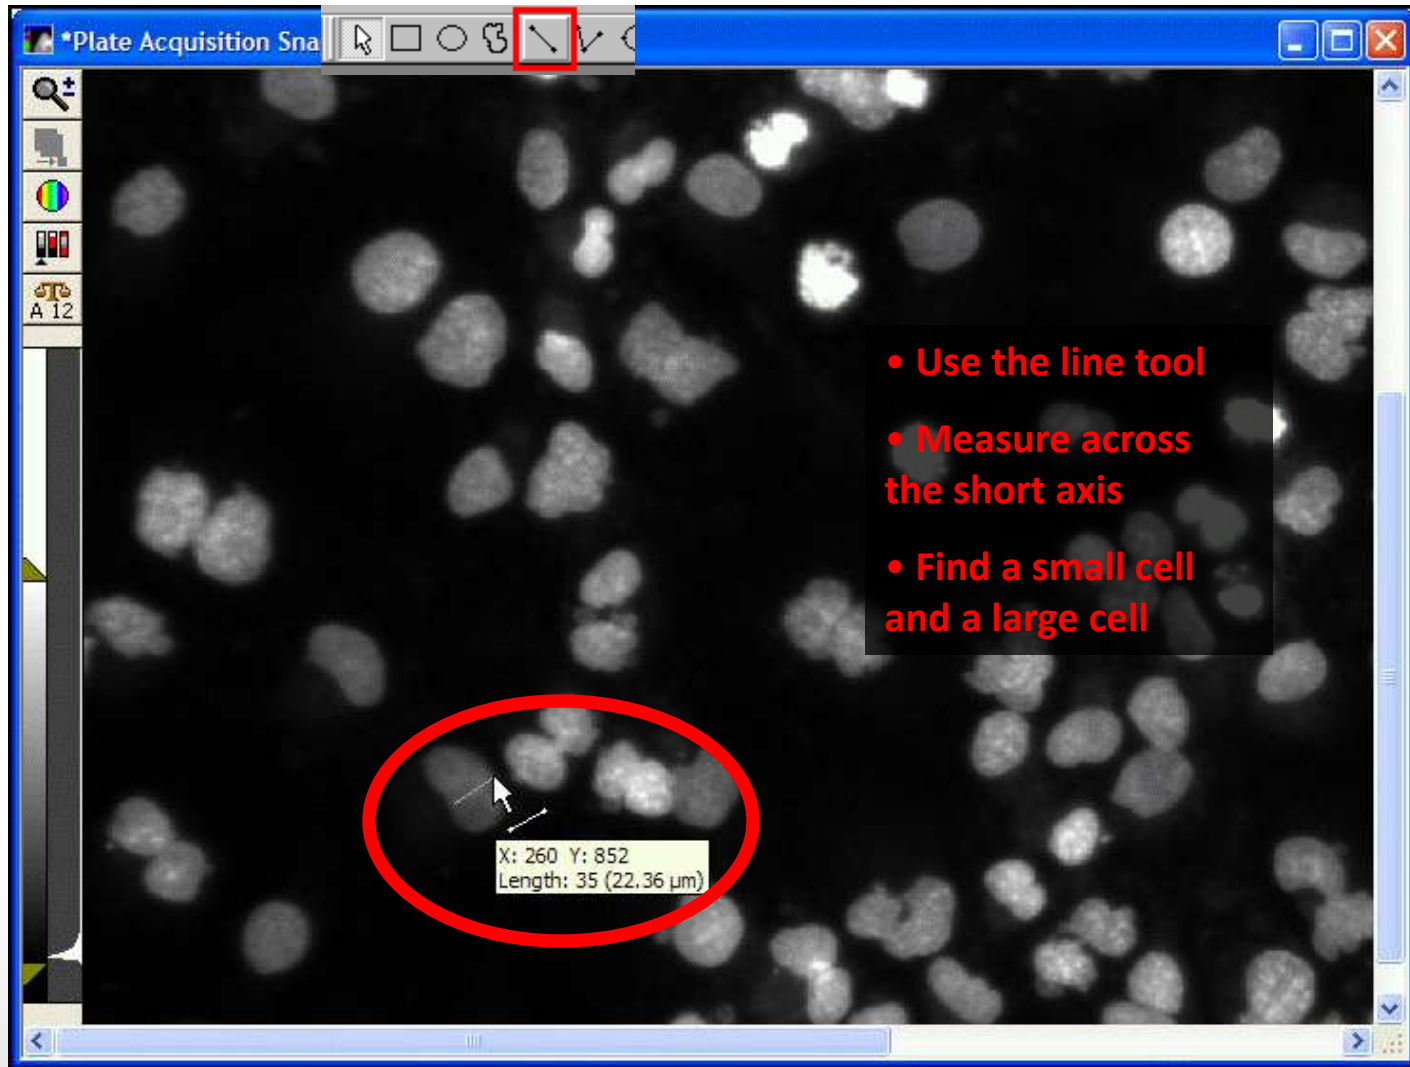 *Plate Acquisition Sna
A 12
• Use the line tool
• Measure across
the short axis
• Find a small cell
and a large cell
X: 260 Y: 852
Length: 35 (22.36 µm)